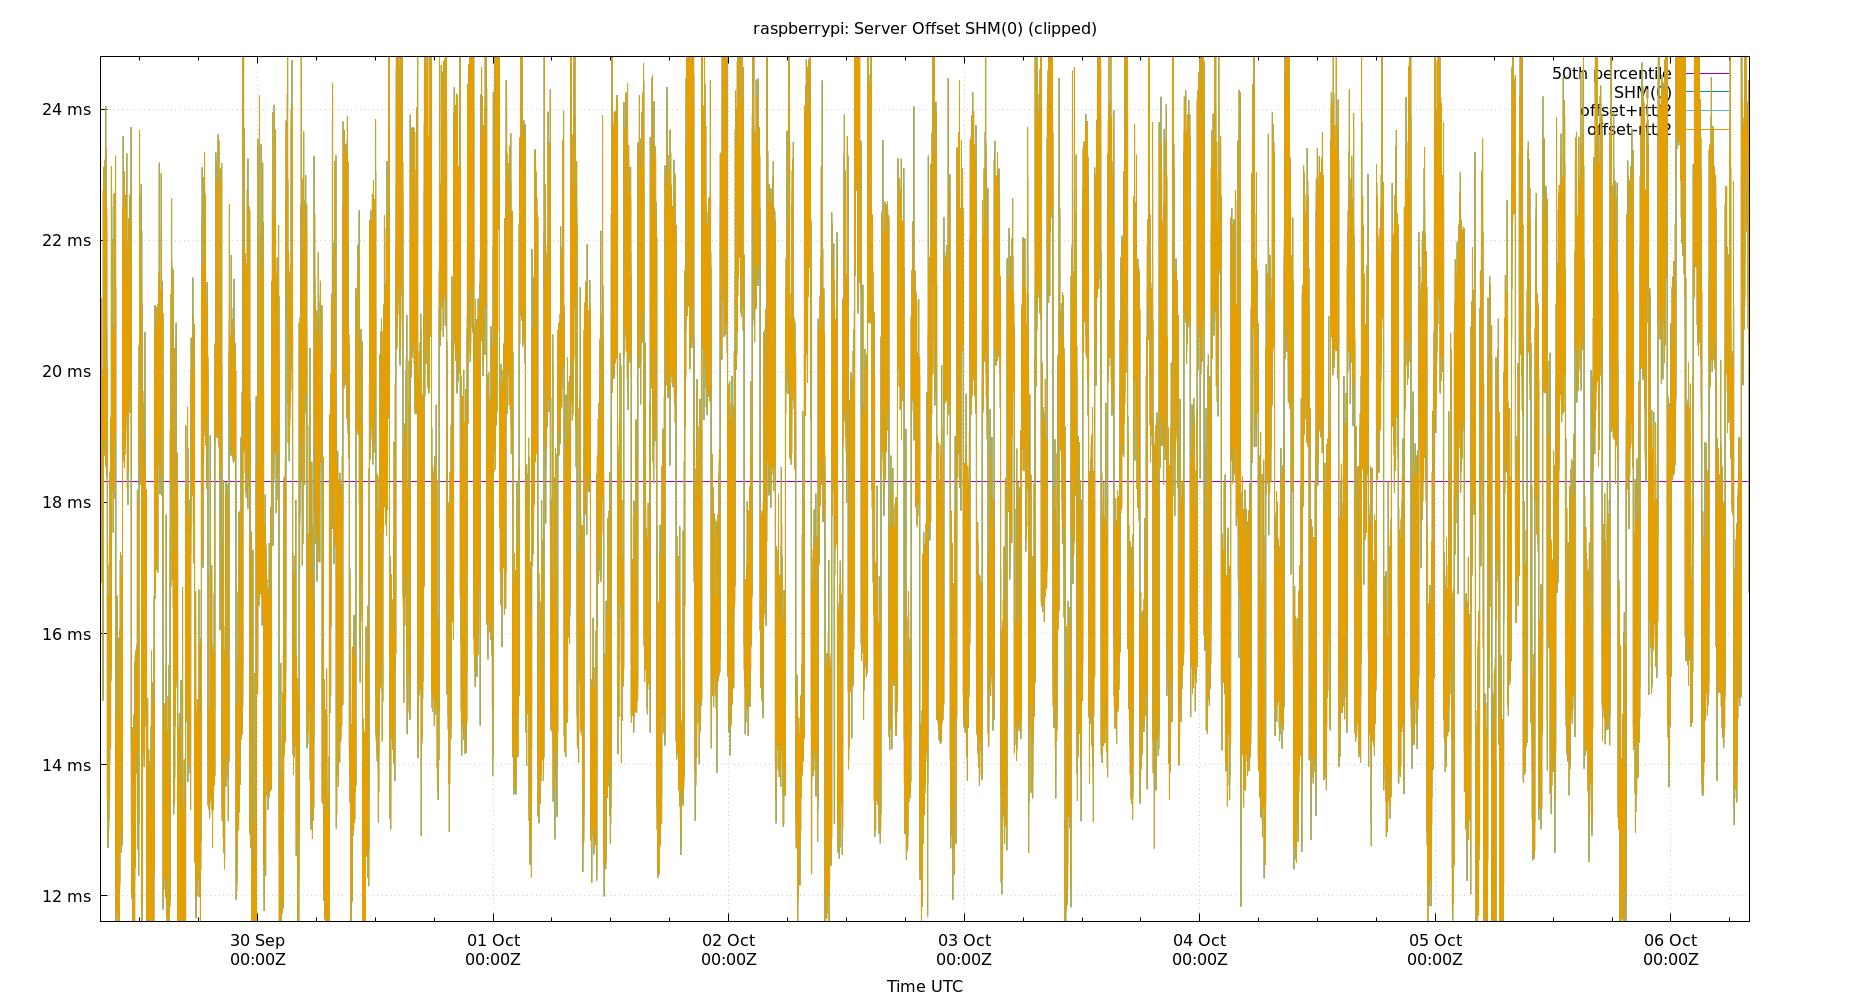 raspberrypi: Server Offset SHM(0) (clipped)
50th percentile
SHM(0)
offset+rtt/2
offset-rtt/2
24 ms
22 ms
20 ms
18 ms
16 ms
14 ms
12 ms
30 Sep 01 Oct 02 Oct 03 Oct 04 Oct 05 Oct 06 Oct
00:00Z 00:00Z 00:00Z 00:00Z 00:00Z 00:00Z 00:00Z
Time UTC